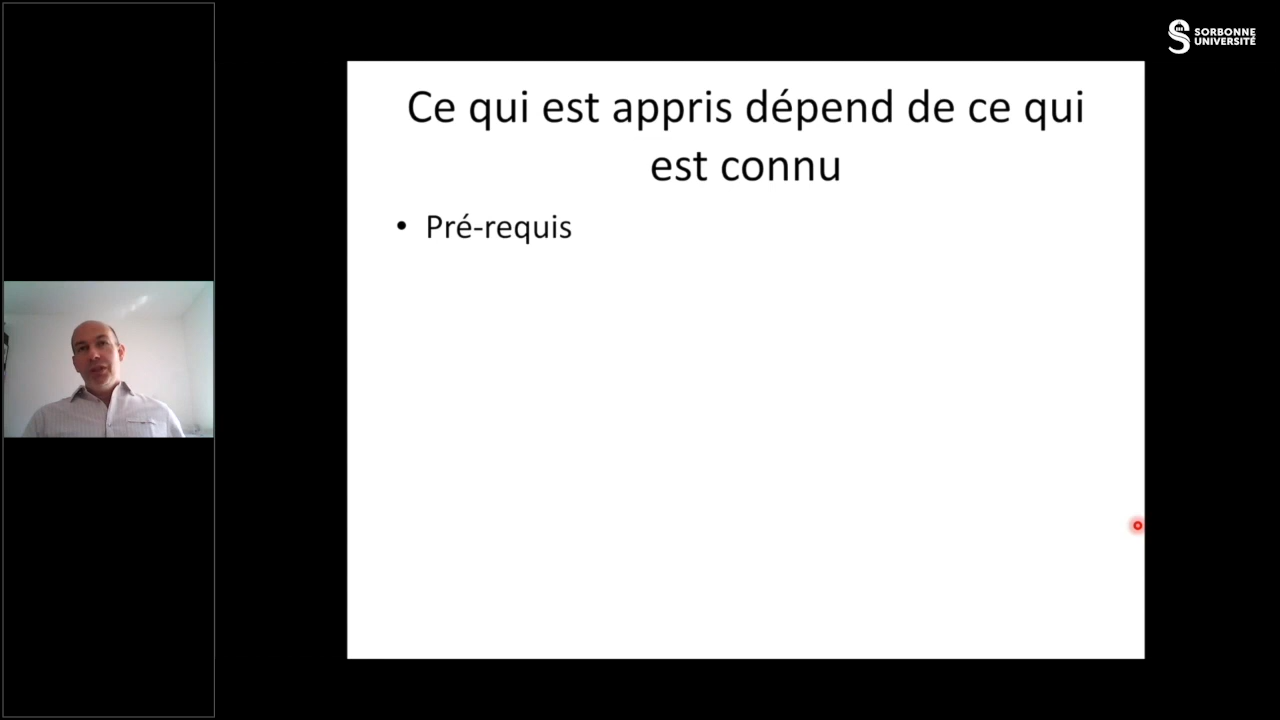 SORBONNE
UNIVERSITÉ
Ce qui est appris dépend de ce qui
est connu
• Pré-requis